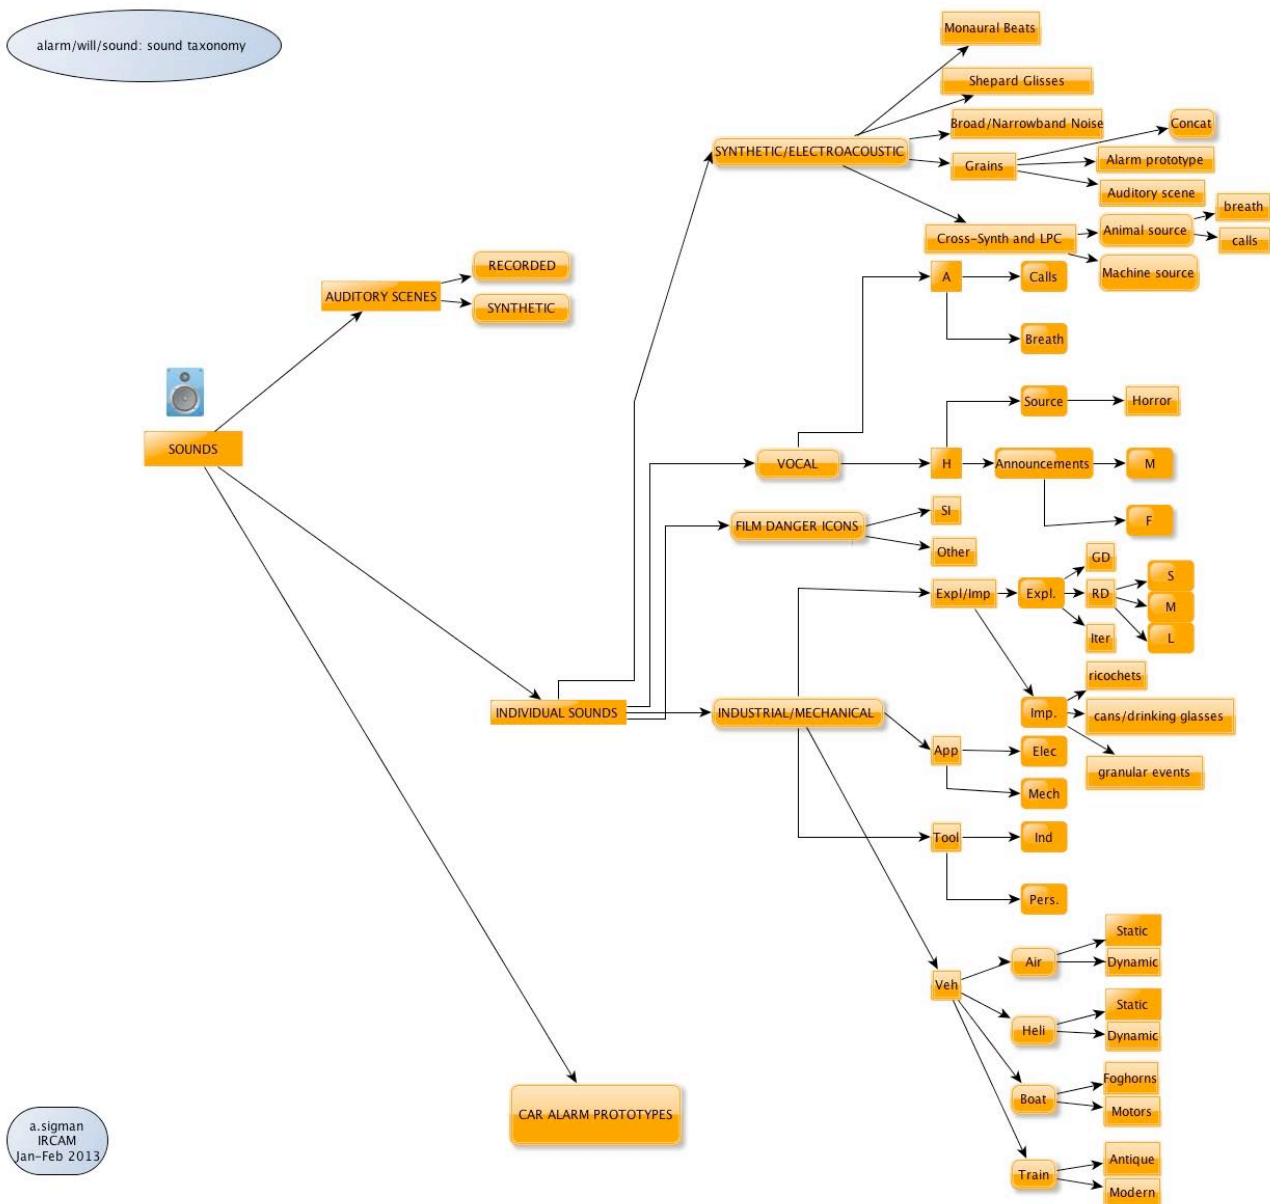 alarm/will/sound: sound taxonomy
Monaural Beats
Shepard Glisses
Broad/Narrowband Noise
Concat
SYNTHETIC/ELECTROACOUSTIC
Grains
Alarm prototype
Auditory scene
breath
Cross-Synth and LPC
Animal source
calls
Machine source
RECORDED
AUDITORY SCENES
SYNTHETIC
A
Calls
Breath
Source
Horror
SOUNDS
VOCAL
H
Announcements
M
F
FILM DANGER ICONS
SI
Other
Expl/Imp
Expl.
GD
RD
S
M
L
Iter
ricochets
INDIVIDUAL SOUNDS
INDUSTRIAL/MECHANICAL
Imp.
cans/drinking glasses
granular events
App
Elec
Mech
Tool
Ind
Pers.
Veh
Air
Static
Dynamic
Heli
Static
Dynamic
Boat
Foghorns
Motors
Train
Antique
Modern
CAR ALARM PROTOTYPES
a.sigman
IRCAM
Jan-Feb 2013